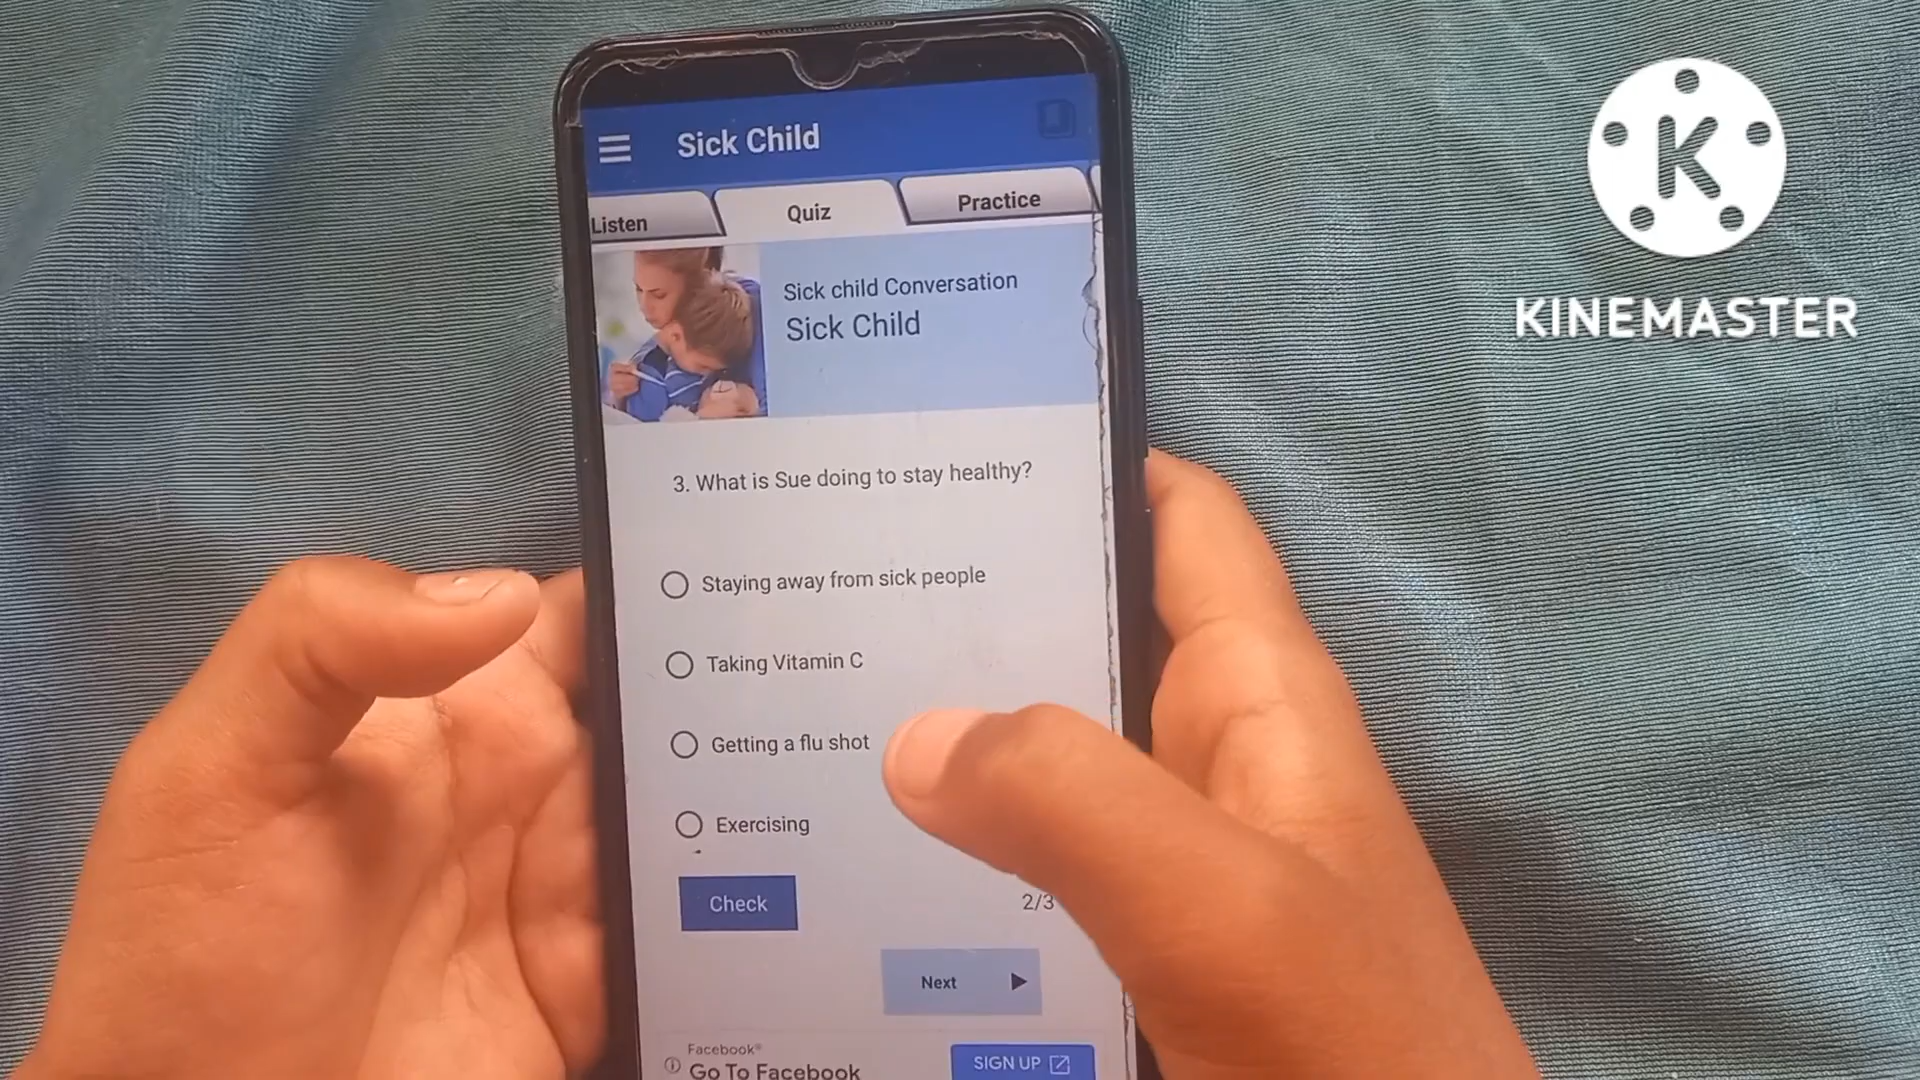 Sick Child
Listen
Quiz
Practice
Sick child Conversation
Sick Child
3. What is Sue doing to stay healthy?
Staying away from sick people
Taking Vitamin C
Getting a flu shot
Exercising
Check
2/3
Next
Facebook®
Go To Facebook
SIGN UP
K
KINEMASTER